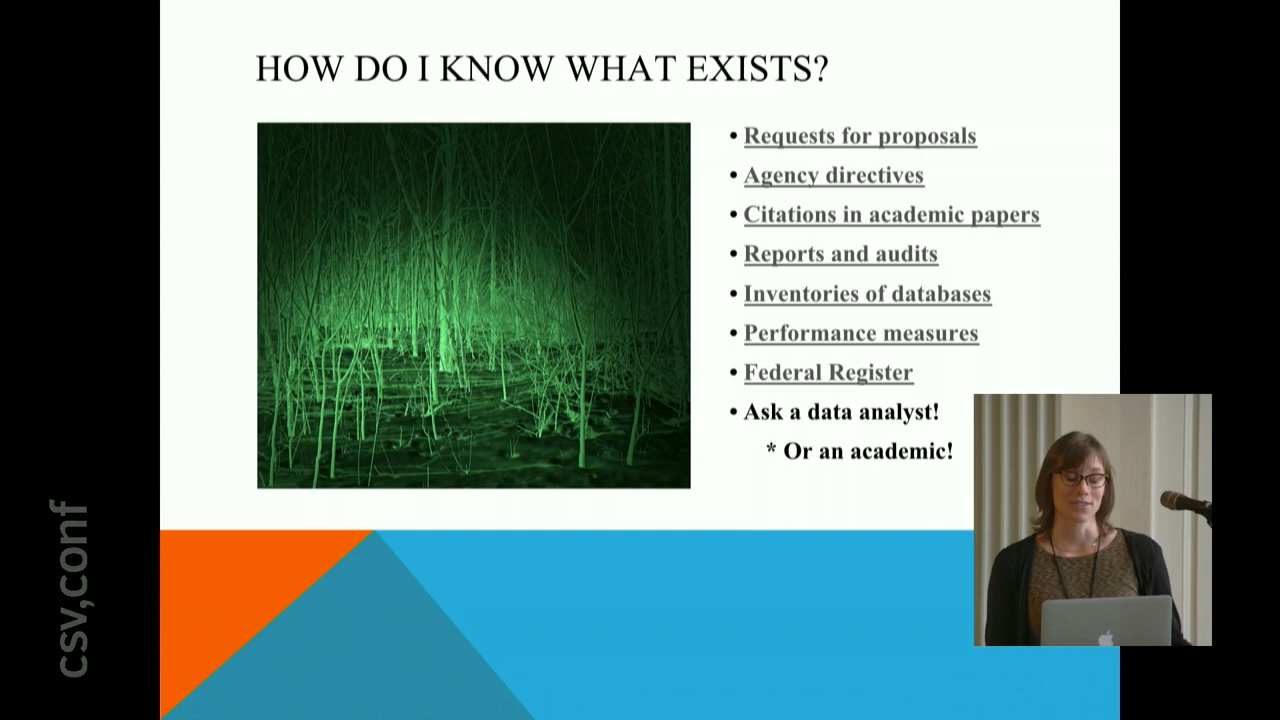 HOW DO I KNOW WHAT EXISTS?
• Requests for proposals
• Agency directives
• Citations in academic papers
• Reports and audits
• Inventories of databases
• Performance measures
• Federal Register
• Ask a data analyst!
* Or an academic!
csv,conf